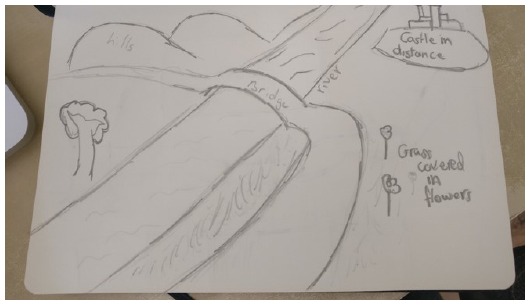 hills
Castle in
distance
Bridge
river
Grass
covered
in
flowers